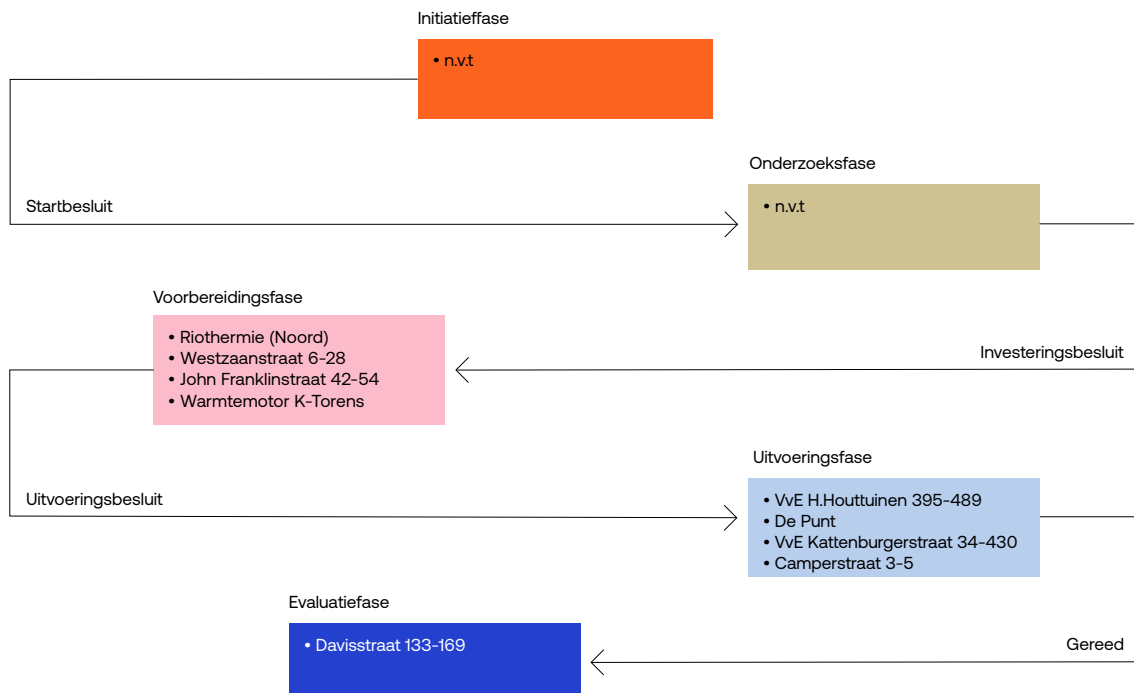 Initiatieffase
• n.v.t
Onderzoeksfase
• n.v.t
Startbesluit
Voorbereidingsfase
• Riothermie (Noord)
• Westzaanstraat 6-28
• John Franklinstraat 42-54
• Warmtemotor K-Torens
Investeringsbesluit
Uitvoeringsfase
• VvE H.Houttuinen 395-489
• De Punt
• VvE Kattenburgerstraat 34-430
• Camperstraat 3-5
Uitvoeringsbesluit
Evaluatiefase
• Davisstraat 133-169
Gereed